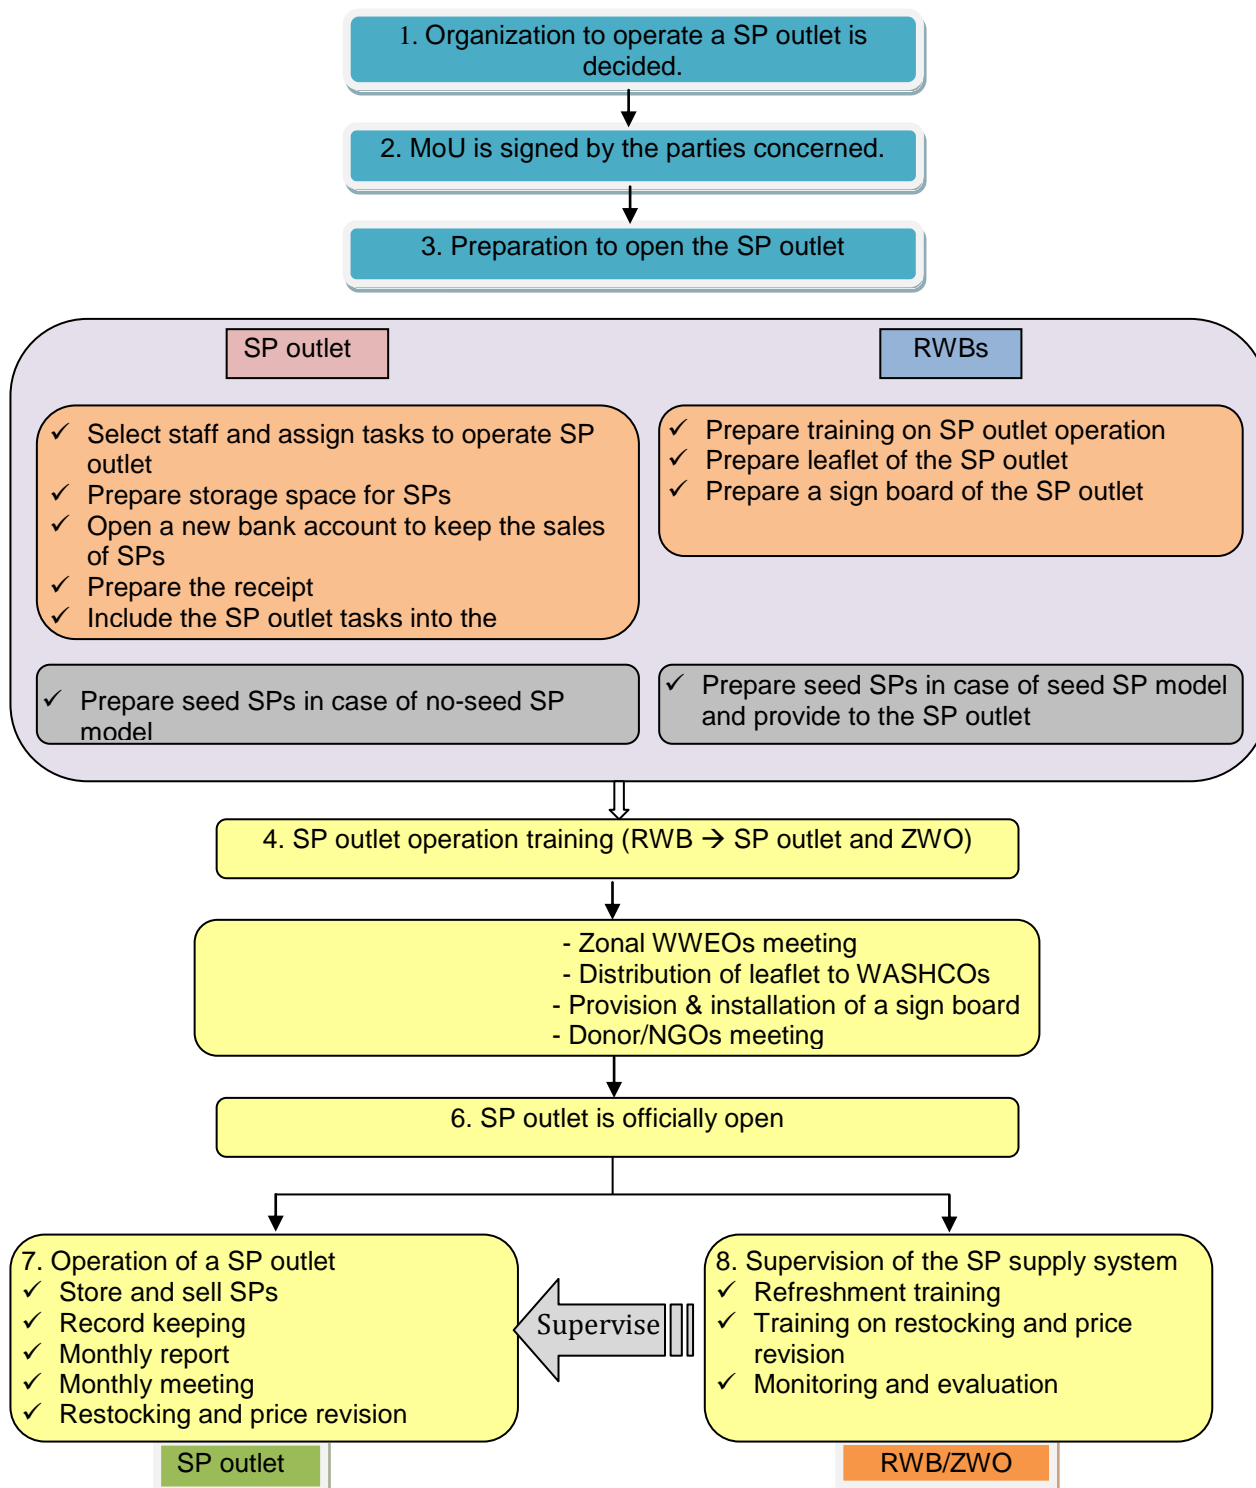 1. Organization to operate a SP outlet is
decided.
2. MoU is signed by the parties concerned.
3. Preparation to open the SP outlet
SP outlet
✓ Select staff and assign tasks to operate SP
outlet
✓ Prepare storage space for SPs
✓ Open a new bank account to keep the sales
of SPs
✓ Prepare the receipt
✓ Include the SP outlet tasks into the
✓ Prepare seed SPs in case of no-seed SP
model
RWBs
✓ Prepare training on SP outlet operation
✓ Prepare leaflet of the SP outlet
✓ Prepare a sign board of the SP outlet
✓ Prepare seed SPs in case of seed SP model
and provide to the SP outlet
4. SP outlet operation training (RWB → SP outlet and ZWO)
- Zonal WWEOs meeting
- Distribution of leaflet to WASHCOs
- Provision & installation of a sign board
- Donor/NGOs meeting
6. SP outlet is officially open
7. Operation of a SP outlet
✓ Store and sell SPs
✓ Record keeping
✓ Monthly report
✓ Monthly meeting
✓ Restocking and price revision
SP outlet
Supervise
8. Supervision of the SP supply system
✓ Refreshment training
✓ Training on restocking and price
revision
✓ Monitoring and evaluation
RWB/ZWO